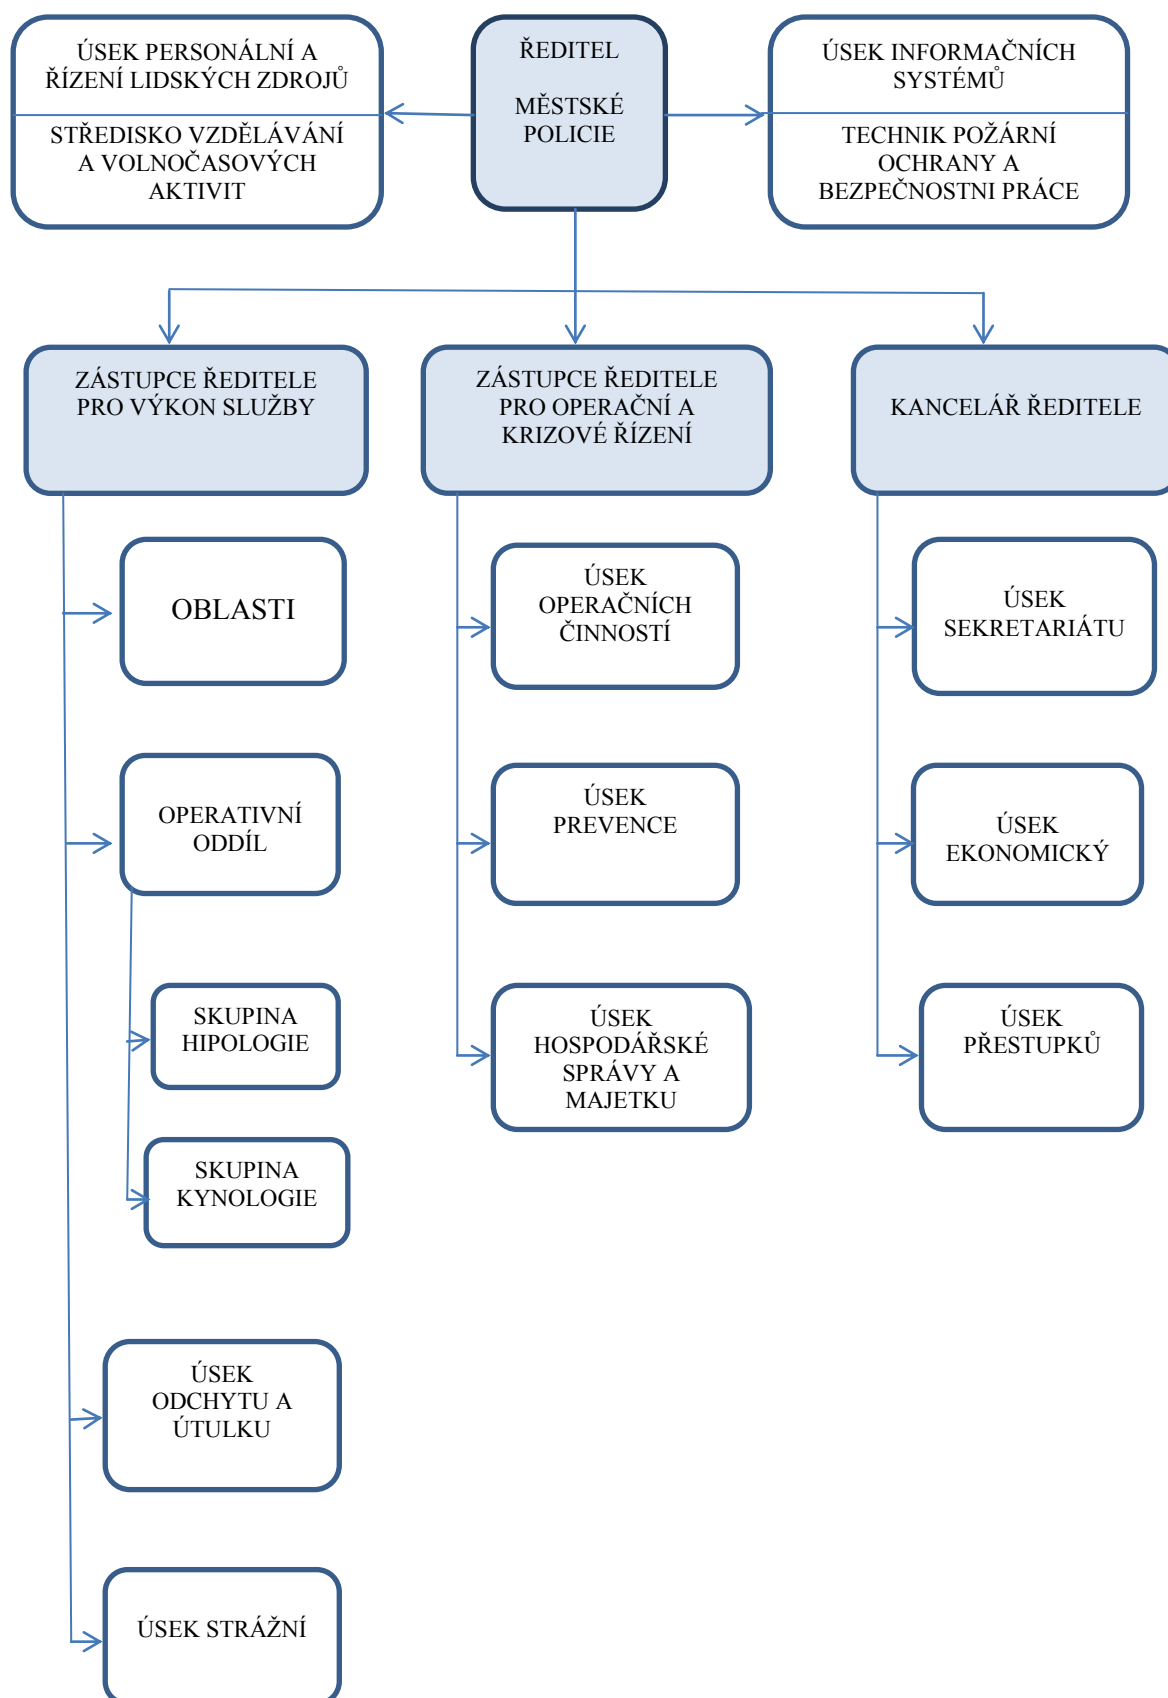 ÚSEK PERSONÁLNÍ A
ŘÍZENÍ LIDSKÝCH ZDROJŮ
STŘEDISKO VZDĚLÁVÁNÍ
A VOLNOČASOVÝCH
AKTIVIT
ŘEDITEL
MĚSTSKÉ
POLICIE
ÚSEK INFORMAČNÍCH
SYSTÉMŮ
TECHNIK POŽÁRNÍ
OCHRANY A
BEZPEČNOSTNI PRÁCE
ZÁSTUPCE ŘEDITELE
PRO VÝKON SLUŽBY
ZÁSTUPCE ŘEDITELE
PRO OPERAČNÍ A
KRIZOVÉ ŘÍZENÍ
KANCELÁŘ ŘEDITELE
OBLASTI
OPERATIVNÍ
ODDÍL
SKUPINA
HIPOLOGIE
SKUPINA
KYNOLOGIE
ÚSEK
ODCHYTU A
ÚTULKU
ÚSEK STRÁŽNÍ
ÚSEK
OPERAČNÍCH
ČINNOSTÍ
ÚSEK
PREVENCE
ÚSEK
HOSPODÁŘSKÉ
SPRÁVY A
MAJETKU
ÚSEK
SEKRETARIÁTU
ÚSEK
EKONOMICKÝ
ÚSEK
PŘESTUPKŮ